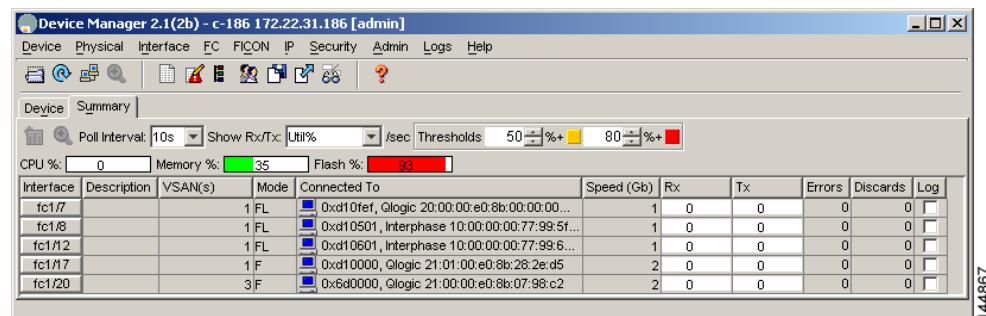 Device Manager 2.1(2b) - c-186 172.22.31.186 [admin]
Device Physical Interface FC FICON IP Security Admin Logs Help
Device Summary
Poll Interval: 10s Show Rx/Tx: Util% /sec Thresholds 50 %+ 80 %+
CPU %: 0 Memory %: 35 Flash %: 93
Interface Description VSAN(s) Mode Connected To Speed (Gb) Rx Tx Errors Discards Log
fc1/7 1 FL 0xd10fef, Qlogic 20:00:00:e0:8b:00:00:00... 1 0 0 0 0
fc1/8 1 FL 0xd10501, Interphase 10:00:00:00:77:99:5f... 1 0 0 0 0
fc1/12 1 FL 0xd10601, Interphase 10:00:00:00:77:99:6... 1 0 0 0 0
fc1/17 1 F 0xd10000, Qlogic 21:01:00:e0:8b:28:2e:d5 2 0 0 0 0
fc1/20 3 F 0x6d0000, Qlogic 21:00:00:e0:8b:07:98:c2 2 0 0 0 0
144867